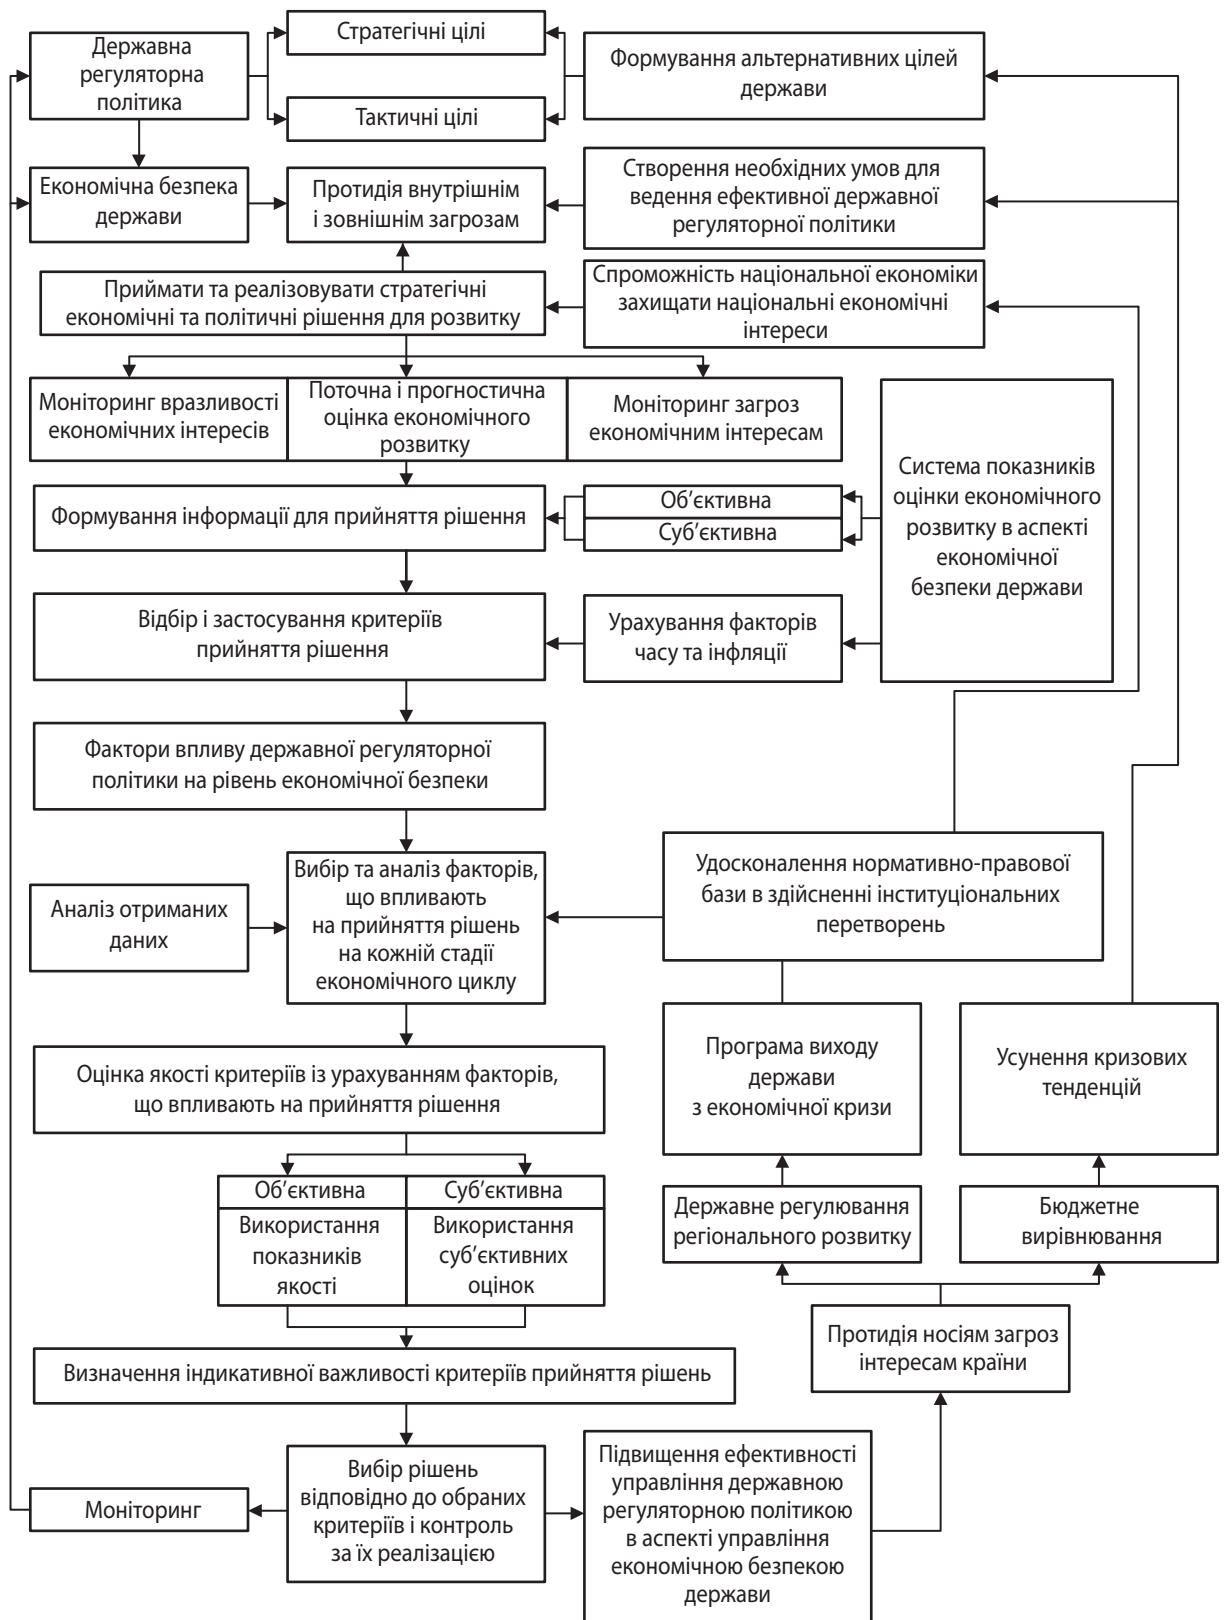 Державна
регуляторна
політика
Стратегічні цілі
Тактичні цілі
Формування альтернативних цілей
держави
Економічна безпека
держави
Протидія внутрішнім
і зовнішнім загрозам
Створення необхідних умов для
ведення ефективної державної
регуляторної політики
Приймати та реалізовувати стратегічні
економічні та політичні рішення для розвитку
Спроможність національної економіки
захищати національні економічні
інтереси
Моніторинг вразливості
економічних інтересів
Поточна і прогностична
оцінка економічного
розвитку
Моніторинг загроз
економічним інтересам
Система показників
оцінки економічного
розвитку в аспекті
економічної
безпеки держави
Формування інформації для прийняття рішення
Об’єктивна
Суб’єктивна
Відбір і застосування критеріїв
прийняття рішення
Урахування факторів
часу та інфляції
Фактори впливу державної регуляторної
політики на рівень економічної безпеки
Аналіз отриманих
даних
Вибір та аналіз факторів,
що впливають
на прийняття рішень
на кожній стадії
економічного циклу
Удосконалення нормативно-правової
бази в здійсненні інституціональних
перетворень
Оцінка якості критеріїв із урахуванням факторів,
що впливають на прийняття рішення
Програма виходу
держави
з економічної кризи
Усунення кризових
тенденцій
Об’єктивна
Суб’єктивна
Використання
показників
якості
Використання
суб’єктивних
оцінок
Державне регулювання
регіонального розвитку
Бюджетне
вирівнювання
Протидія носіям загроз
інтересам країни
Визначення індикативної важливості критеріїв прийняття рішень
Моніторинг
Вибір рішень
відповідно до обраних
критеріїв і контроль
за їх реалізацією
Підвищення ефективності
управління державною
регуляторною політикою
в аспекті управління
економічною безпекою
держави